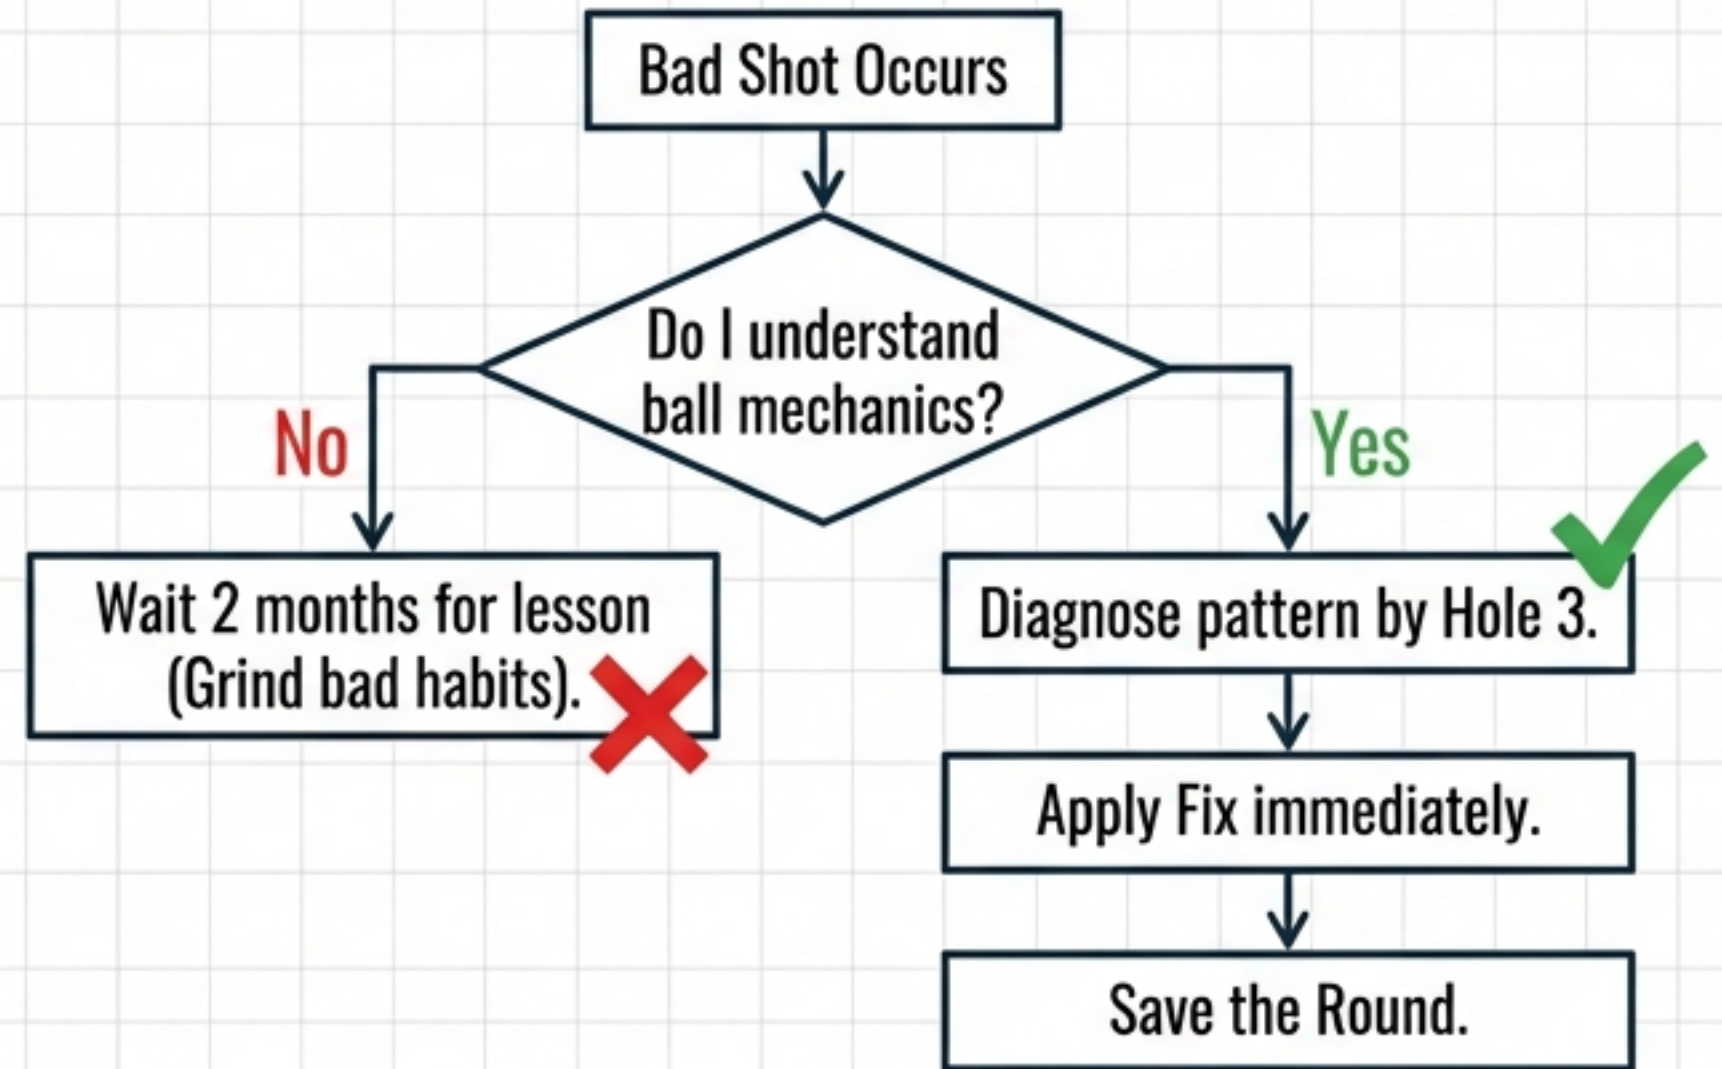 Bad Shot Occurs
Do I understand
ball mechanics?
No
Yes
Wait 2 months for lesson
(Grind bad habits).
Diagnose pattern by Hole 3.
Apply Fix immediately.
Save the Round.